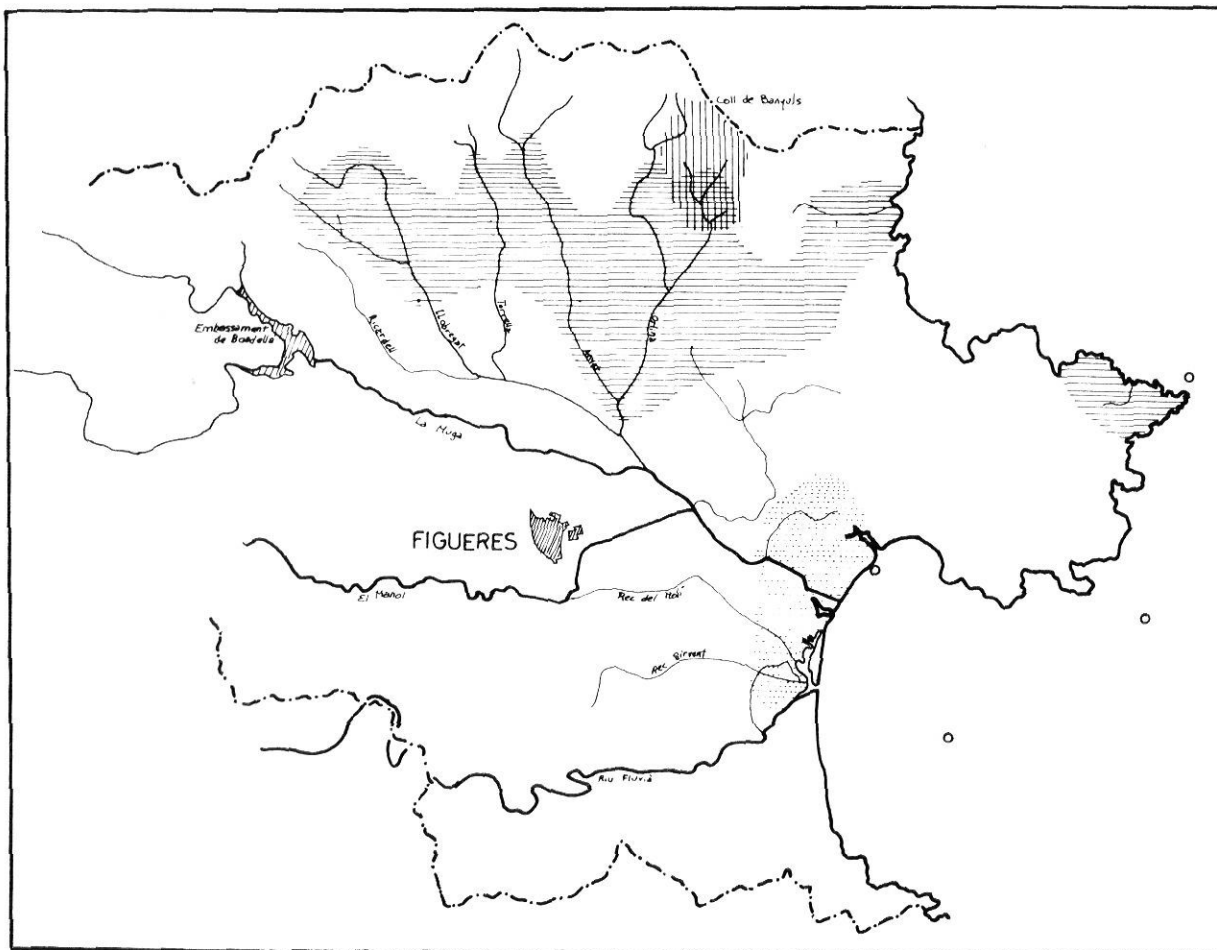 Coll de Banyuls
Embassament
de Boadella
Ricardell
LLobregat
Orlina
La Muga
FIGUERES
El Manol
Rec del Molí
Rec Sirvent
Riu Fluvià